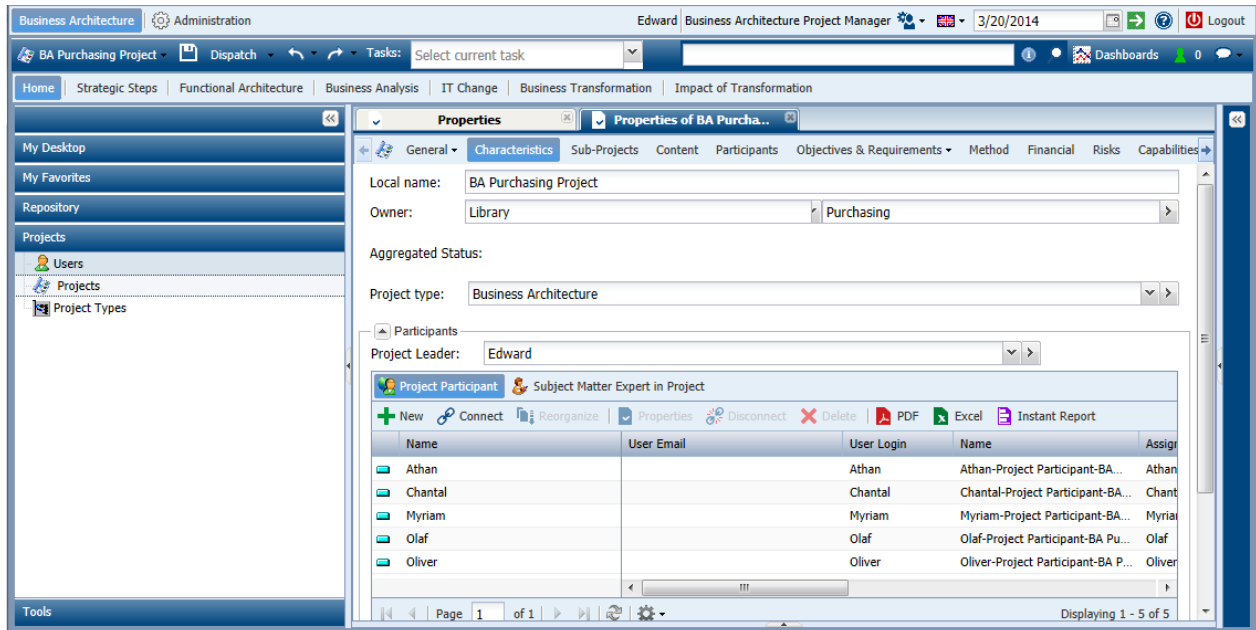 Business Architecture Administration Edward Business Architecture Project Manager 3/20/2014 Logout
BA Purchasing Project Dispatch Tasks: Select current task Dashboards 0
Home Strategic Steps Functional Architecture Business Analysis IT Change Business Transformation Impact of Transformation
Properties Properties of BA Purcha...
My Desktop
General Characteristics Sub-Projects Content Participants Objectives & Requirements Method Financial Risks Capabilities
My Favorites
Local name: BA Purchasing Project
Repository
Owner: Library Purchasing
Projects
Aggregated Status:
Users
Projects
Project type: Business Architecture
Project Types
Participants
Project Leader: Edward
Project Participant Subject Matter Expert in Project
New Connect Reorganize Properties Disconnect Delete PDF Excel Instant Report
Name User Email User Login Name Assign
Athan Athan Athan-Project Participant-BA... Athan
Chantal Chantal Chantal-Project Participant-BA... Chant
Myriam Myriam Myriam-Project Participant-BA... Myriam
Olaf Olaf Olaf-Project Participant-BA Pu... Olaf
Oliver Oliver Oliver-Project Participant-BA P... Oliver
Tools
Page 1 of 1 Displaying 1 - 5 of 5